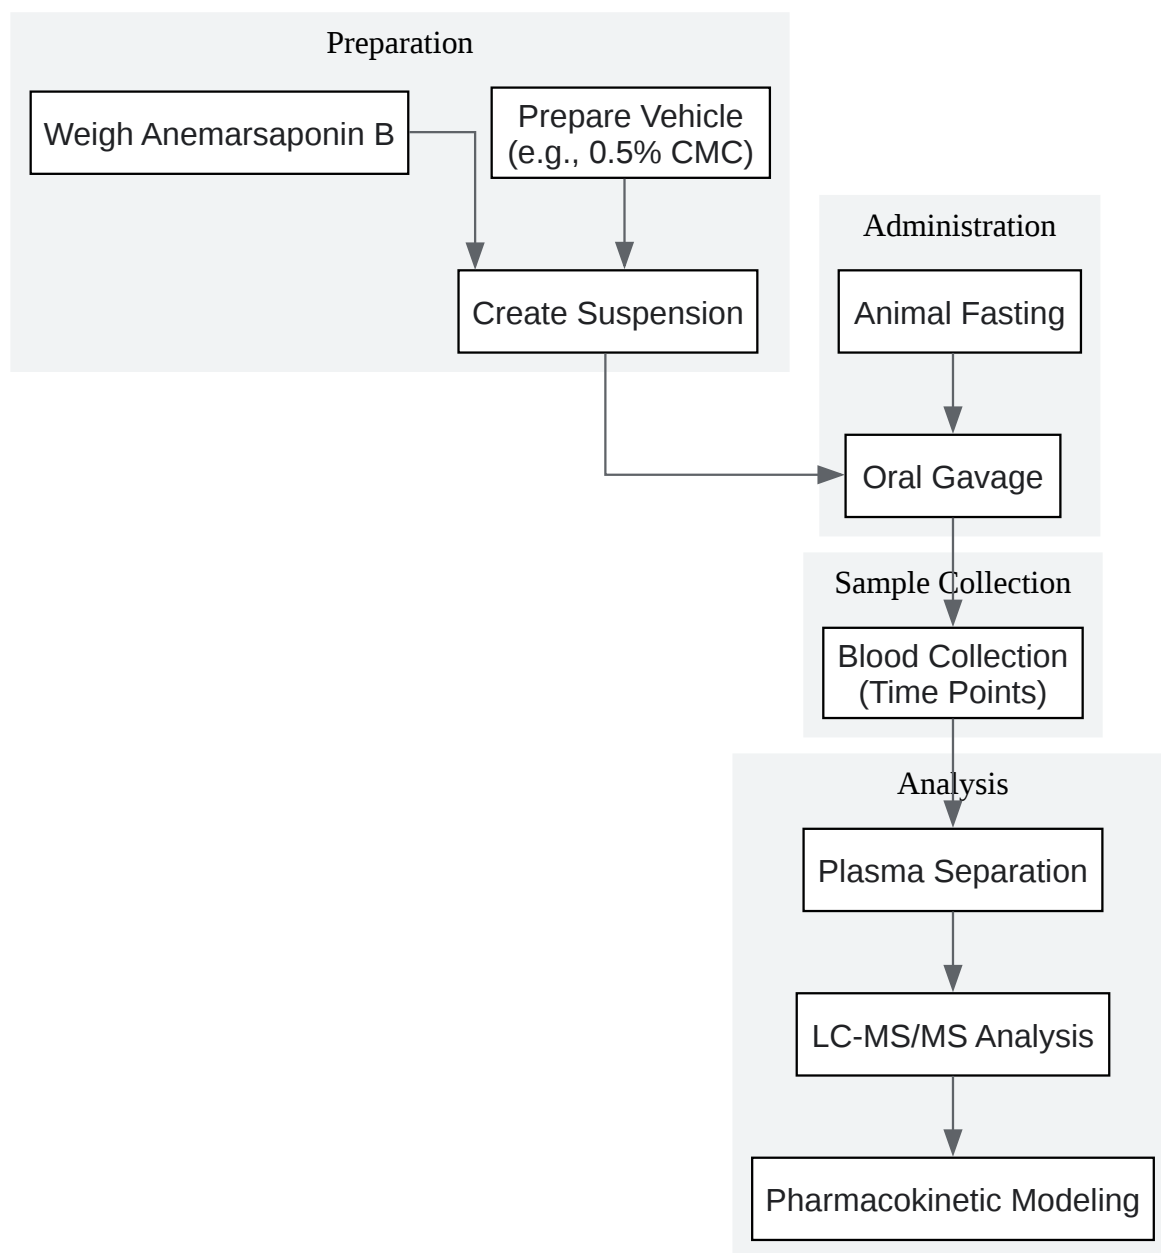 Preparation
Weigh Anemarsaponin B
Prepare Vehicle
(e.g., 0.5% CMC)
Create Suspension
Administration
Animal Fasting
Oral Gavage
Sample Collection
Blood Collection
(Time Points)
Analysis
Plasma Separation
LC-MS/MS Analysis
Pharmacokinetic Modeling